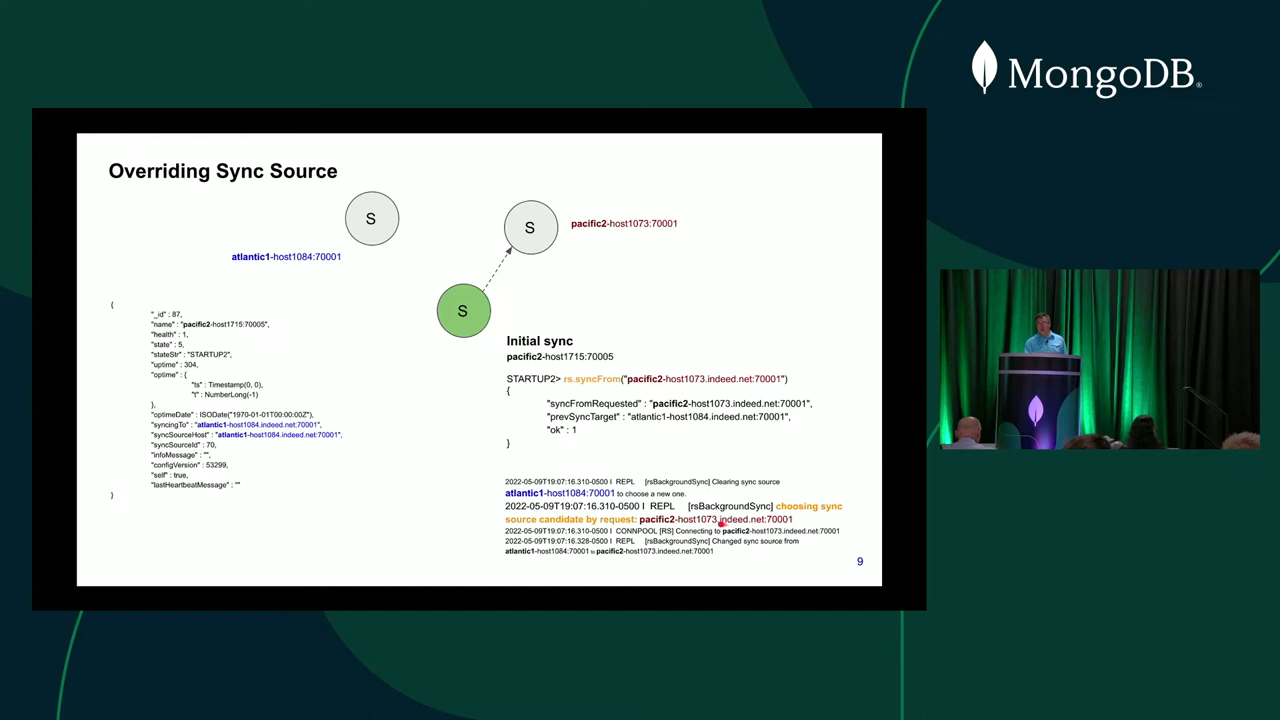 MongoDB®
Overriding Sync Source
S
S
pacific2-host1073:70001
atlantic1-host1084:70001
S
{
"_id" : 87,
"name" : "pacific2-host1715:70005",
"health" : 1,
"state" : 5,
"stateStr" : "STARTUP2",
"uptime" : 304,
"optime" : {
"ts" : Timestamp(0, 0),
"t" : NumberLong(-1)
},
"optimeDate" : ISODate("1970-01-01T00:00:00Z"),
"syncingTo" : "atlantic1-host1084.indeed.net:70001",
"syncSourceHost" : "atlantic1-host1084.indeed.net:70001",
"syncSourceId" : 70,
"infoMessage" : "",
"configVersion" : 53299,
"self" : true,
"lastHeartbeatMessage" : ""
}
Initial sync
pacific2-host1715:70005
STARTUP2> rs.syncFrom("pacific2-host1073.indeed.net:70001")
{
"syncFromRequested" : "pacific2-host1073.indeed.net:70001",
"prevSyncTarget" : "atlantic1-host1084.indeed.net:70001",
"ok" : 1
}
2022-05-09T19:07:16.310-0500 I REPL [rsBackgroundSync] Clearing sync source
atlantic1-host1084:70001 to choose a new one.
2022-05-09T19:07:16.310-0500 I REPL [rsBackgroundSync] choosing sync
source candidate by request: pacific2-host1073.indeed.net:70001
2022-05-09T19:07:16.310-0500 I CONNPOOL [RS] Connecting to pacific2-host1073.indeed.net:70001
2022-05-09T19:07:16.328-0500 I REPL [rsBackgroundSync] Changed sync source from
atlantic1-host1084:70001 to pacific2-host1073.indeed.net:70001
9